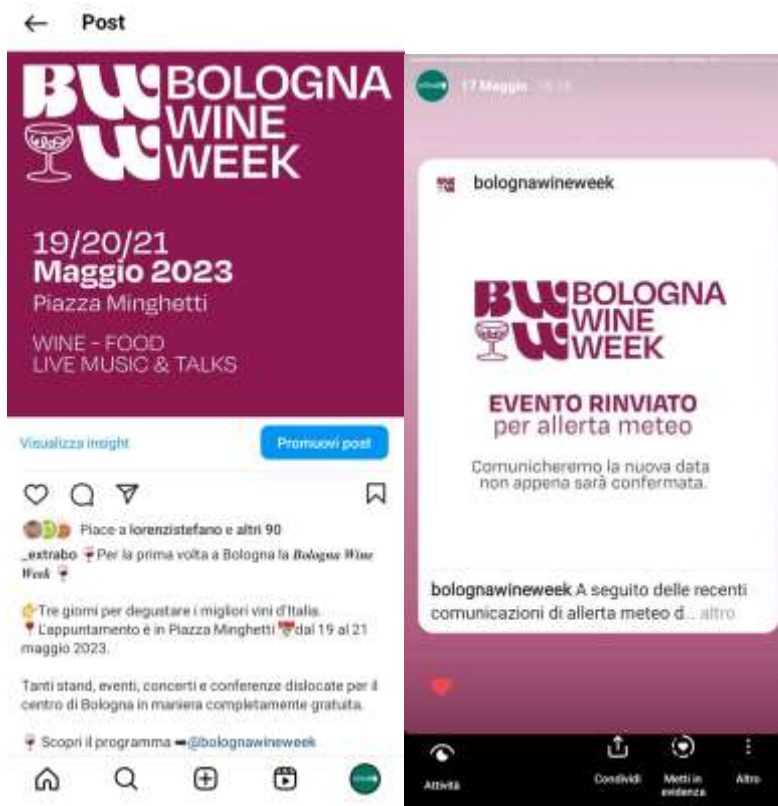 Post
BW
W
BOLOGNA
WINE
WEEK
19/20/21
Maggio 2023
Piazza Minghetti
WINE - FOOD
LIVE MUSIC & TALKS
Visualizza insight
Promuovi post
Piace a lorenzistefano e altri 90
_extrabo 🍷Per la prima volta a Bologna la Bologna Wine
Week 🍷
👉Tre giorni per degustare i migliori vini d'Italia.
📍L'appuntamento è in Piazza Minghetti 📅dal 19 al 21
maggio 2023.
Tanti stand, eventi, concerti e conferenze dislocate per il
centro di Bologna in maniera completamente gratuita.
🍷 Scopri il programma ➡@bolognawineweek
17 Maggio
bolognawineweek
BW
W
BOLOGNA
WINE
WEEK
EVENTO RINVIATO
per allerta meteo
Comunicheremo la nuova data
non appena sarà confermata.
bolognawineweek A seguito delle recenti
comunicazioni di allerta meteo d... altro
Attività
Condividi
Metti in
evidenza
Altro